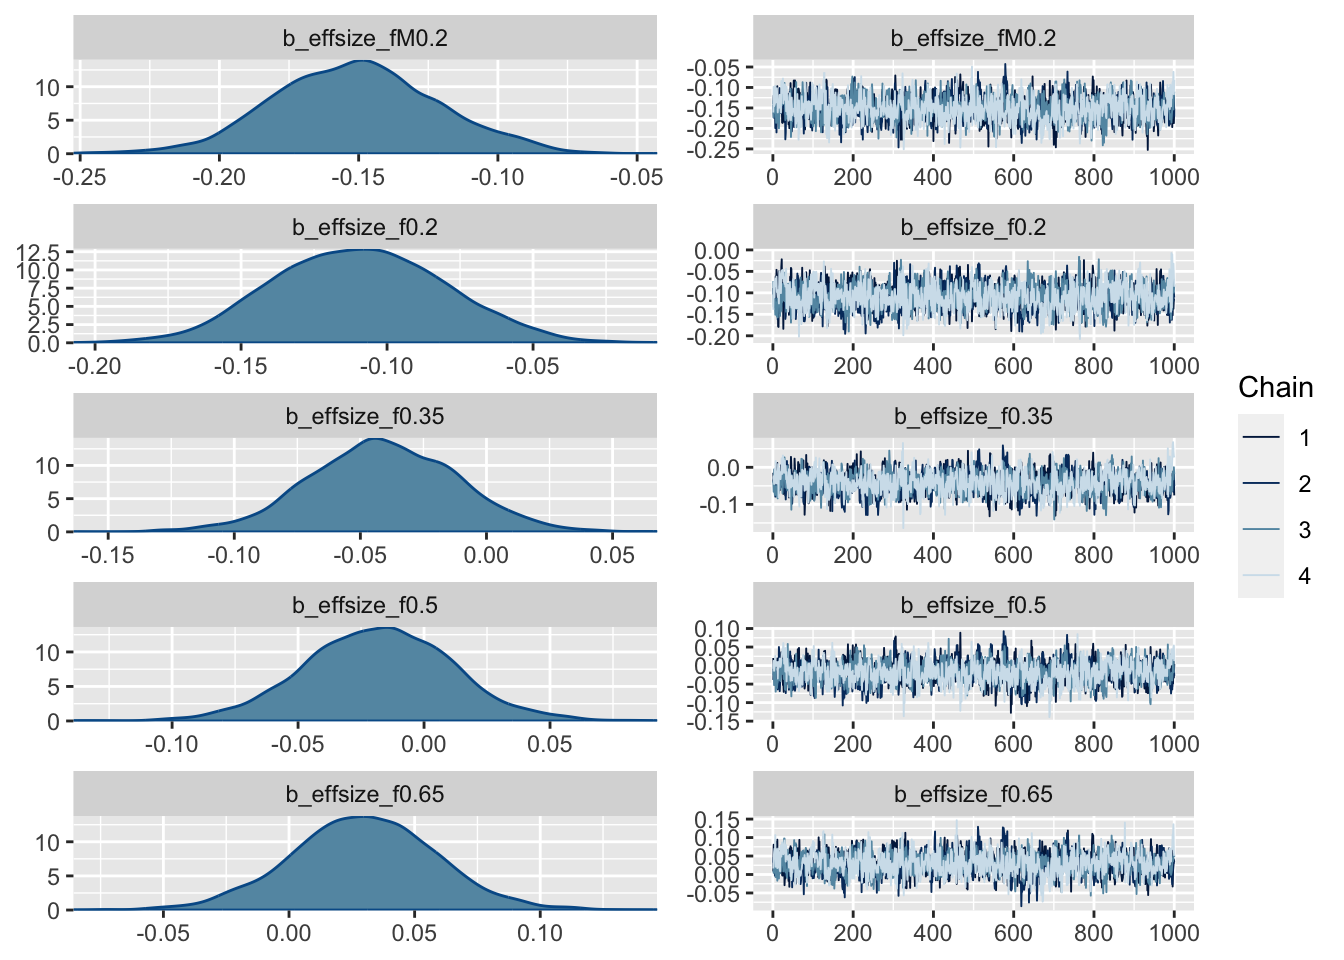 b_effsize_fM0.2
10
5
0
-0.25 -0.20 -0.15 -0.10 -0.05
b_effsize_fM0.2
-0.05
-0.10
-0.15
-0.20
-0.25
0 200 400 600 800 1000
b_effsize_f0.2
12.5
10.0
7.5
5.0
2.5
0.0
-0.20 -0.15 -0.10 -0.05
b_effsize_f0.2
0.00
-0.05
-0.10
-0.15
-0.20
0 200 400 600 800 1000
b_effsize_f0.35
10
5
0
-0.15 -0.10 -0.05 0.00 0.05
b_effsize_f0.35
0.0
-0.1
0 200 400 600 800 1000
b_effsize_f0.5
10
5
0
-0.10 -0.05 0.00 0.05
b_effsize_f0.5
0.10
0.05
0.00
-0.05
-0.10
-0.15
0 200 400 600 800 1000
b_effsize_f0.65
10
5
0
-0.05 0.00 0.05 0.10
b_effsize_f0.65
0.15
0.10
0.05
0.00
-0.05
0 200 400 600 800 1000
Chain
1
2
3
4